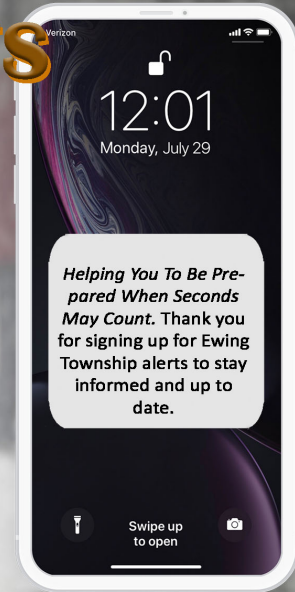 TS
Verizon
12:01
Monday, July 29
Helping You To Be Pre-
pared When Seconds
May Count. Thank you
for signing up for Ewing
Township alerts to stay
informed and up to
date.
Swipe up
to open